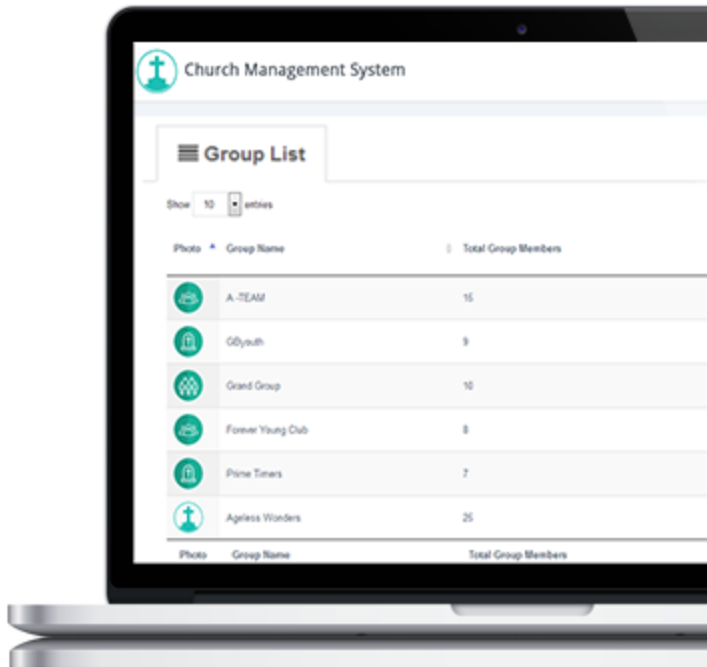 Church Management System
Group List
Show 10 entries
Photo Group Name Total Group Members
A-TEAM 15
GByouth 9
Grand Group 10
Forever Young Club 8
Prime Timers 7
Ageless Wonders 25
Photo Group Name Total Group Members